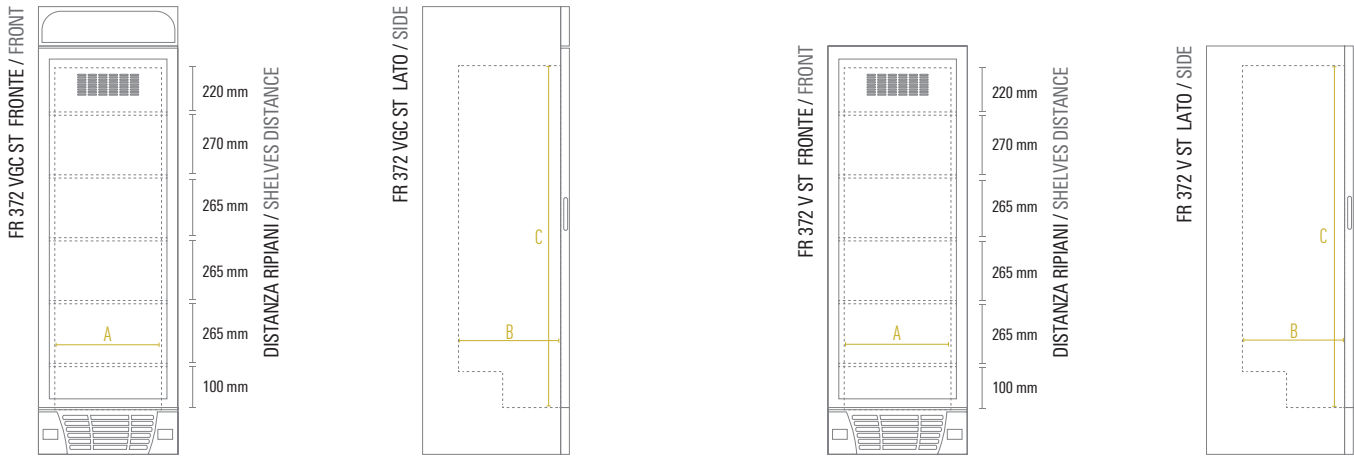 FR 372 VGC ST FRONTE / FRONT
220 mm
270 mm
265 mm
265 mm
265 mm
100 mm
A
DISTANZA RIPIANI / SHELVES DISTANCE
FR 372 VGC ST LATO / SIDE
C
B
FR 372 V ST FRONTE / FRONT
220 mm
270 mm
265 mm
265 mm
265 mm
100 mm
A
DISTANZA RIPIANI / SHELVES DISTANCE
FR 372 V ST LATO / SIDE
C
B